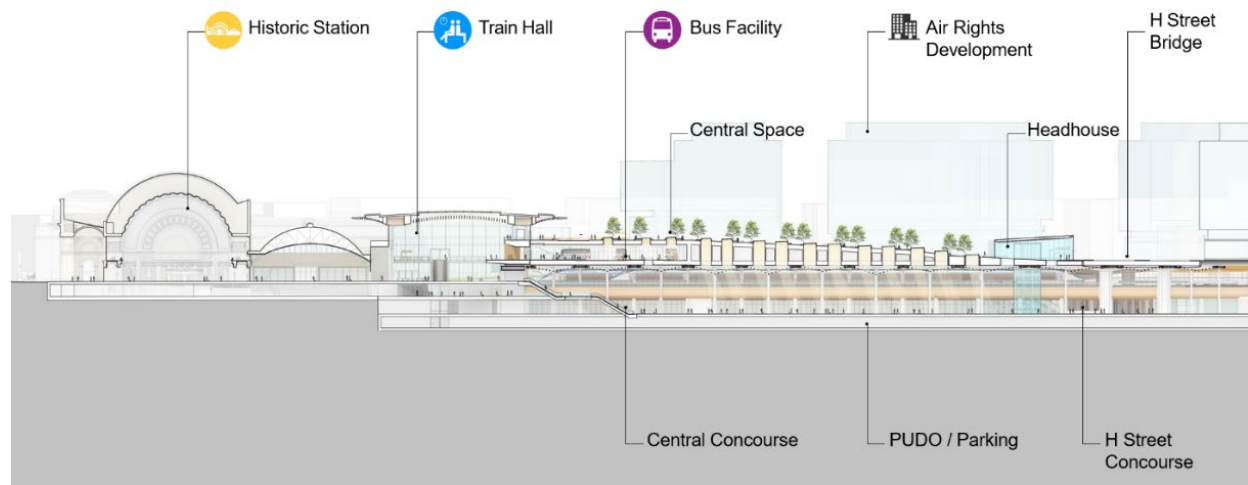 Historic Station
Train Hall
Bus Facility
Air Rights
Development
H Street
Bridge
Central Space
Headhouse
Central Concourse
PUDO / Parking
H Street
Concourse